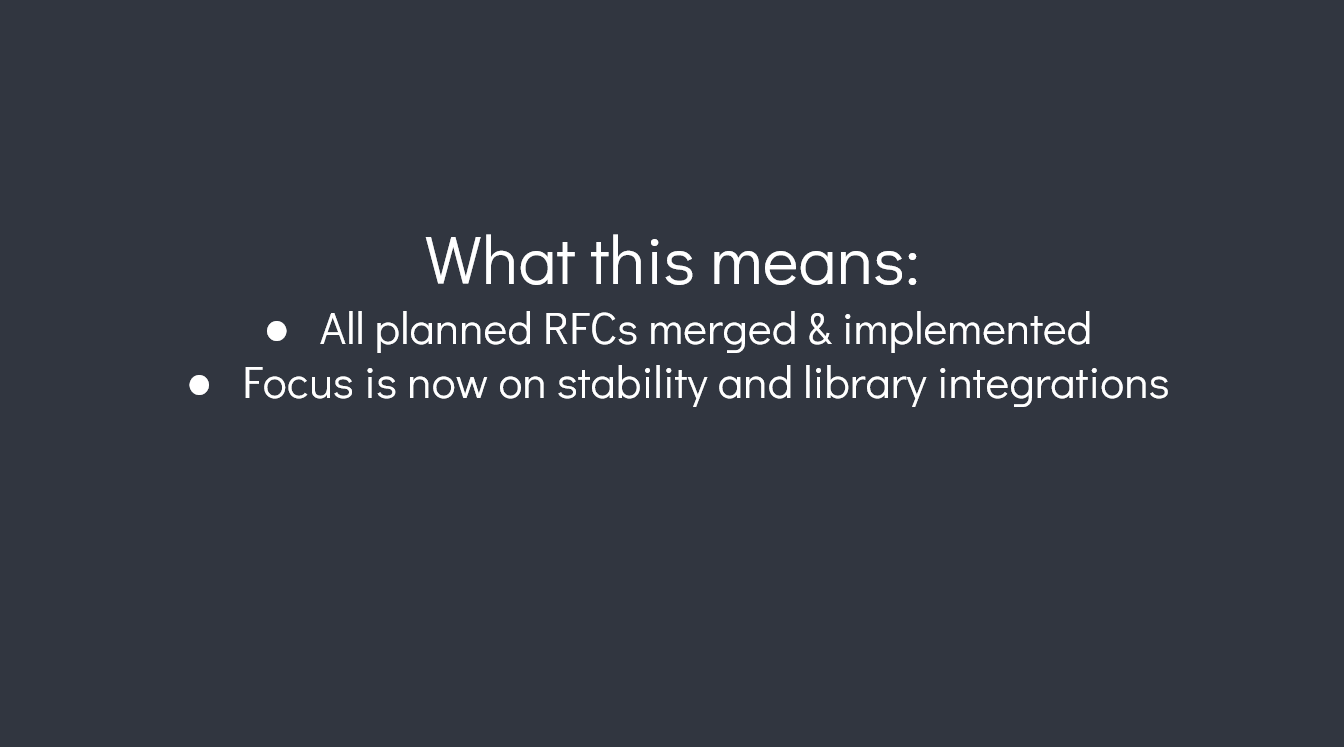 What this means:
● All planned RFCs merged & implemented
● Focus is now on stability and library integrations